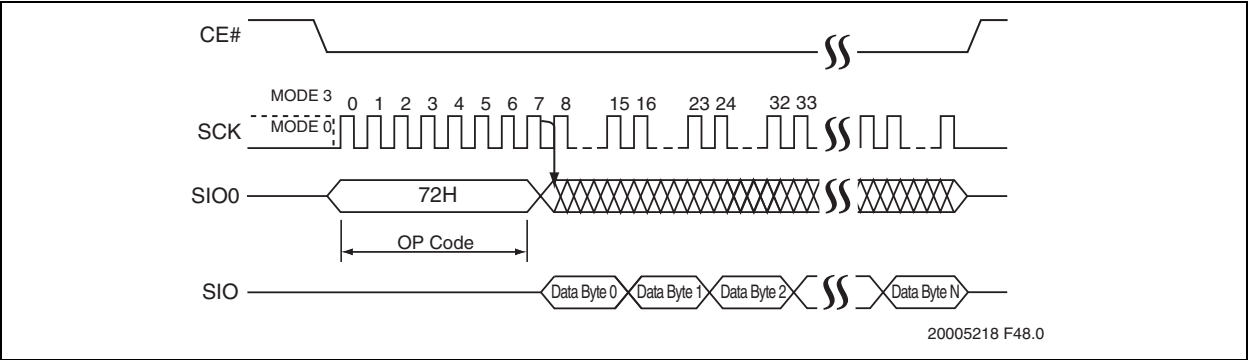 CE#
MODE 3
0 1 2 3 4 5 6 7 8 15 16 23 24 32 33
SCK
MODE 0
SIO0
72H
OP Code
SIO
Data Byte 0
Data Byte 1
Data Byte 2
Data Byte N
20005218 F48.0